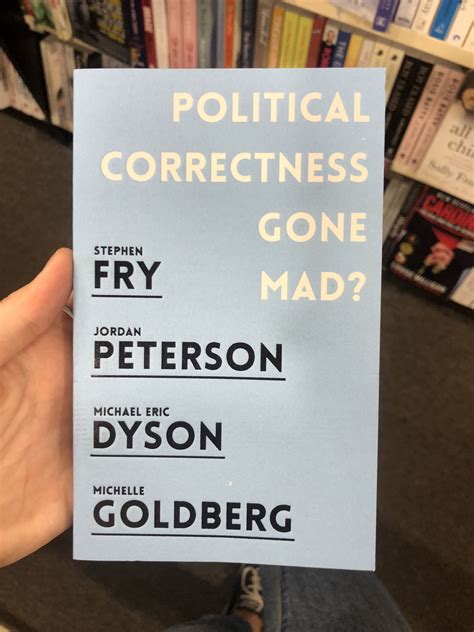 POLITICAL
CORRECTNESS
GONE
MAD?
STEPHEN
FRY
JORDAN
PETERSON
MICHAEL ERIC
DYSON
MICHELLE
GOLDBERG